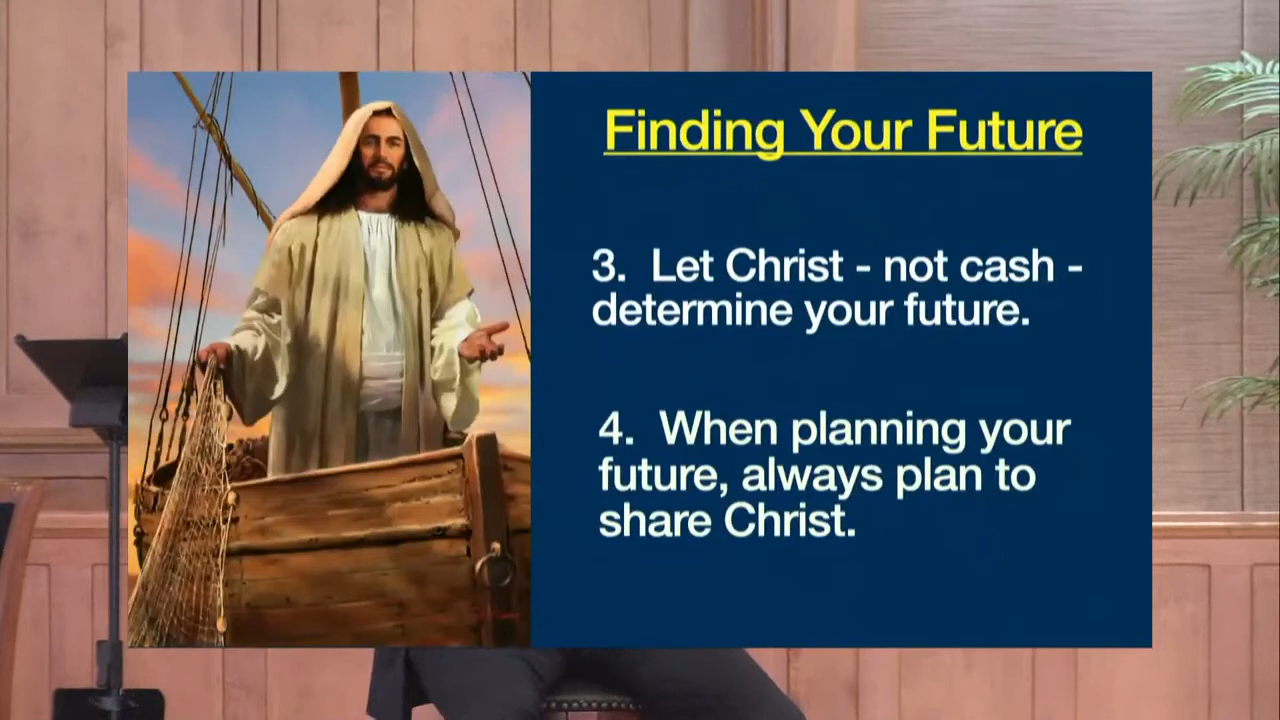 Finding Your Future
3. Let Christ - not cash -
determine your future.
4. When planning your
future, always plan to
share Christ.